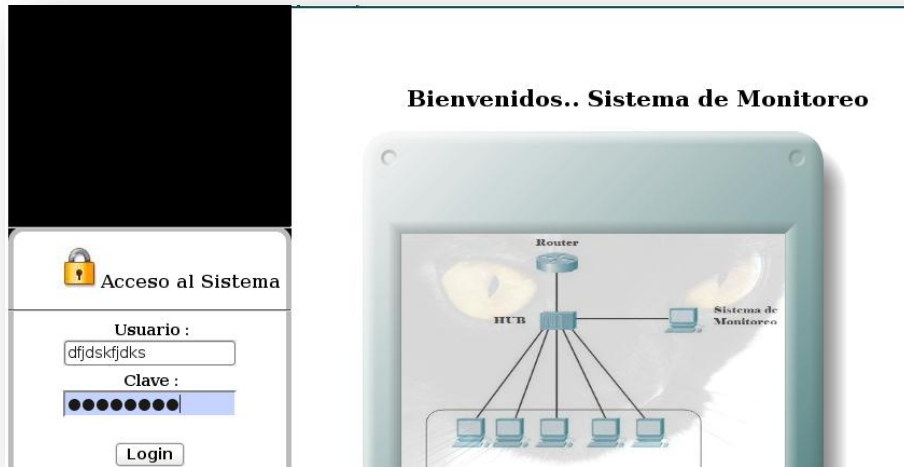 Bienvenidos.. Sistema de Monitoreo
Acceso al Sistema
Usuario :
dfjdskfjdks
Clave :
●●●●●●●●
Login
Router
HUB
Sistema de
Monitoreo